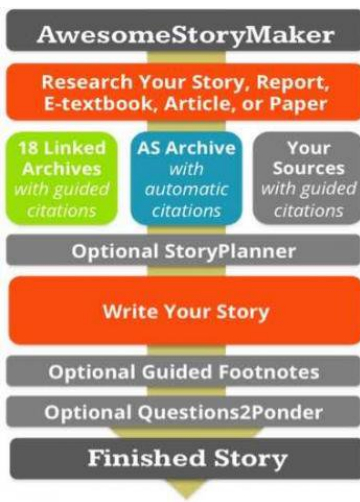 AwesomeStoryMaker
Research Your Story, Report,
E-textbook, Article, or Paper
18 Linked
Archives
with guided
citations
AS Archive
with
automatic
citations
Your
Sources
with guided
citations
Optional StoryPlanner
Write Your Story
Optional Guided Footnotes
Optional Questions2Ponder
Finished Story